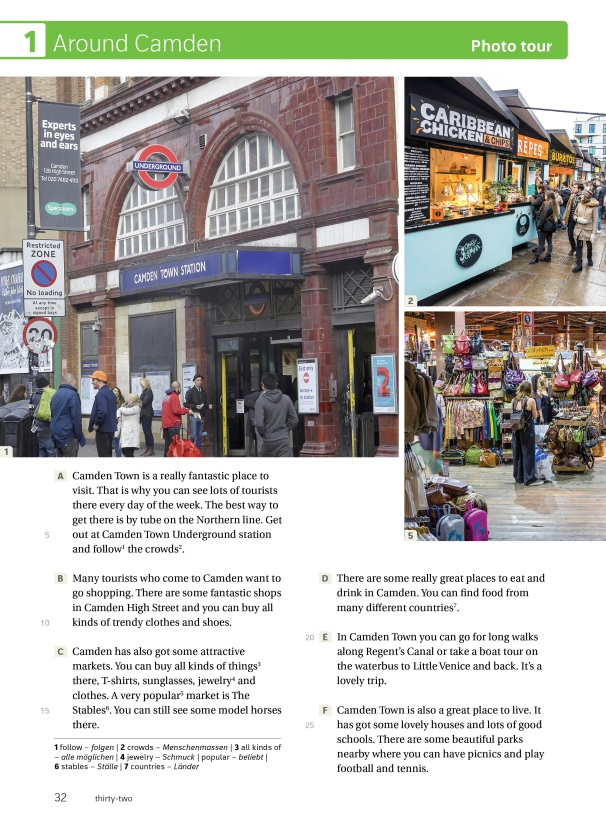 1 Around Camden
Photo tour
Experts
in eyes
and ears
Camden
Specsavers
Restricted
ZONE
No loading
At any time
except in
signed bays
UNDERGROUND
CAMDEN TOWN STATION
Exit only
2
1
CARIBBEAN
CHICKEN & CHIPS
REPES
BURRITOS
2
5
A Camden Town is a really fantastic place to
visit. That is why you can see lots of tourists
there every day of the week. The best way to
get there is by tube on the Northern line. Get
5 out at Camden Town Underground station
and follow¹ the crowds².
B Many tourists who come to Camden want to
go shopping. There are some fantastic shops
in Camden High Street and you can buy all
10 kinds of trendy clothes and shoes.
C Camden has also got some attractive
markets. You can buy all kinds of things³
there, T-shirts, sunglasses, jewelry⁴ and
clothes. A very popular⁵ market is The
15 Stables⁶. You can still see some model horses
there.
1 follow – folgen | 2 crowds – Menschenmassen | 3 all kinds of
– alle möglichen | 4 jewelry – Schmuck | popular – beliebt |
6 stables – Ställe | 7 countries – Länder
D There are some really great places to eat and
drink in Camden. You can find food from
many different countries⁷.
20 E In Camden Town you can go for long walks
along Regent's Canal or take a boat tour on
the waterbus to Little Venice and back. It's a
lovely trip.
F Camden Town is also a great place to live. It
25 has got some lovely houses and lots of good
schools. There are some beautiful parks
nearby where you can have picnics and play
football and tennis.
32 thirty-two